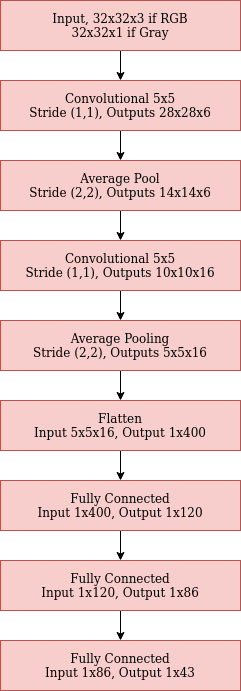 Input, 32x32x3 if RGB
32x32x1 if Gray
Convolutional 5x5
Stride (1,1), Outputs 28x28x6
Average Pool
Stride (2,2), Outputs 14x14x6
Convolutional 5x5
Stride (1,1), Outputs 10x10x16
Average Pooling
Stride (2,2), Outputs 5x5x16
Flatten
Input 5x5x16, Output 1x400
Fully Connected
Input 1x400, Output 1x120
Fully Connected
Input 1x120, Output 1x86
Fully Connected
Input 1x86, Output 1x43